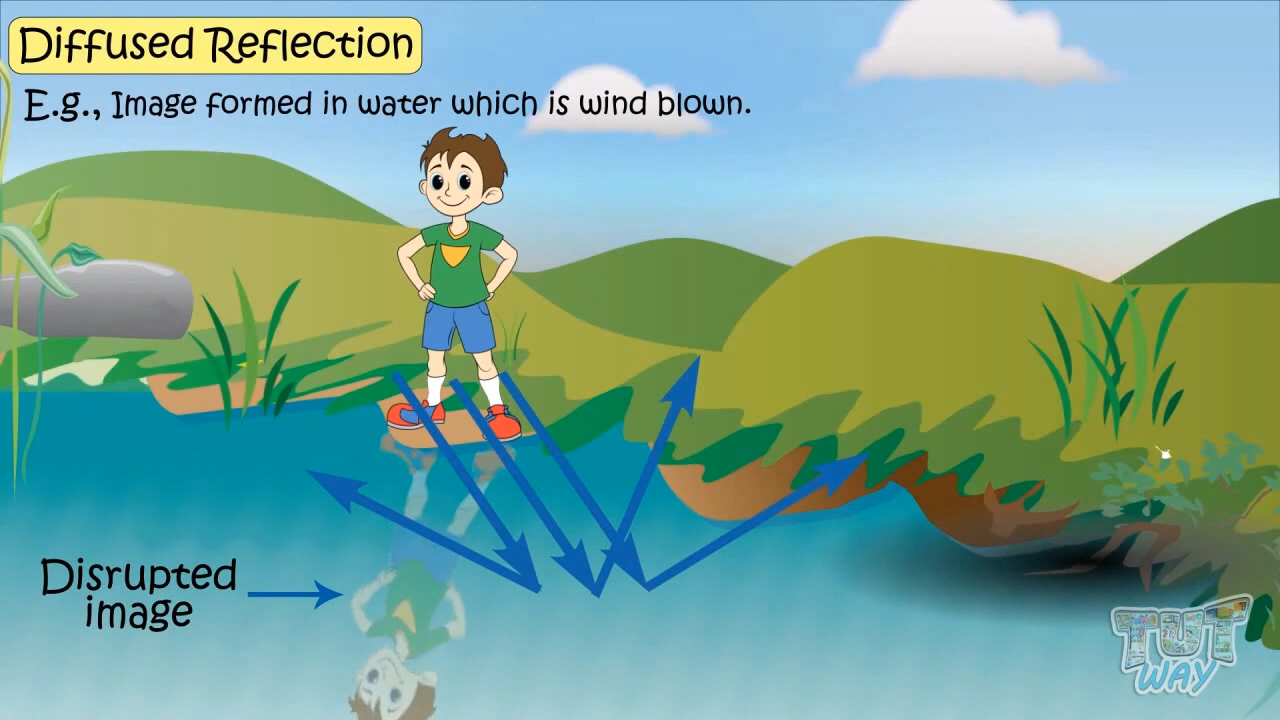 Diffused Reflection
E.g., Image formed in water which is wind blown.
Disrupted
image
TUT
WAY